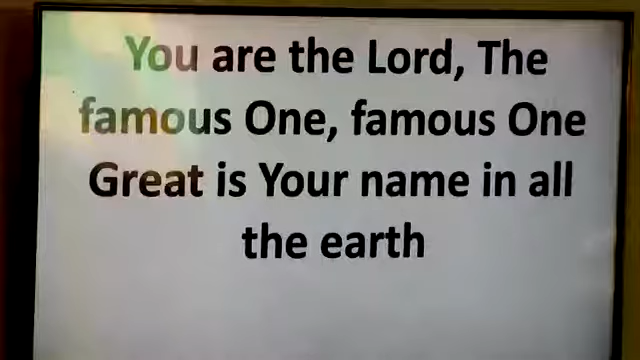 You are the Lord, The
famous One, famous One
Great is Your name in all
the earth